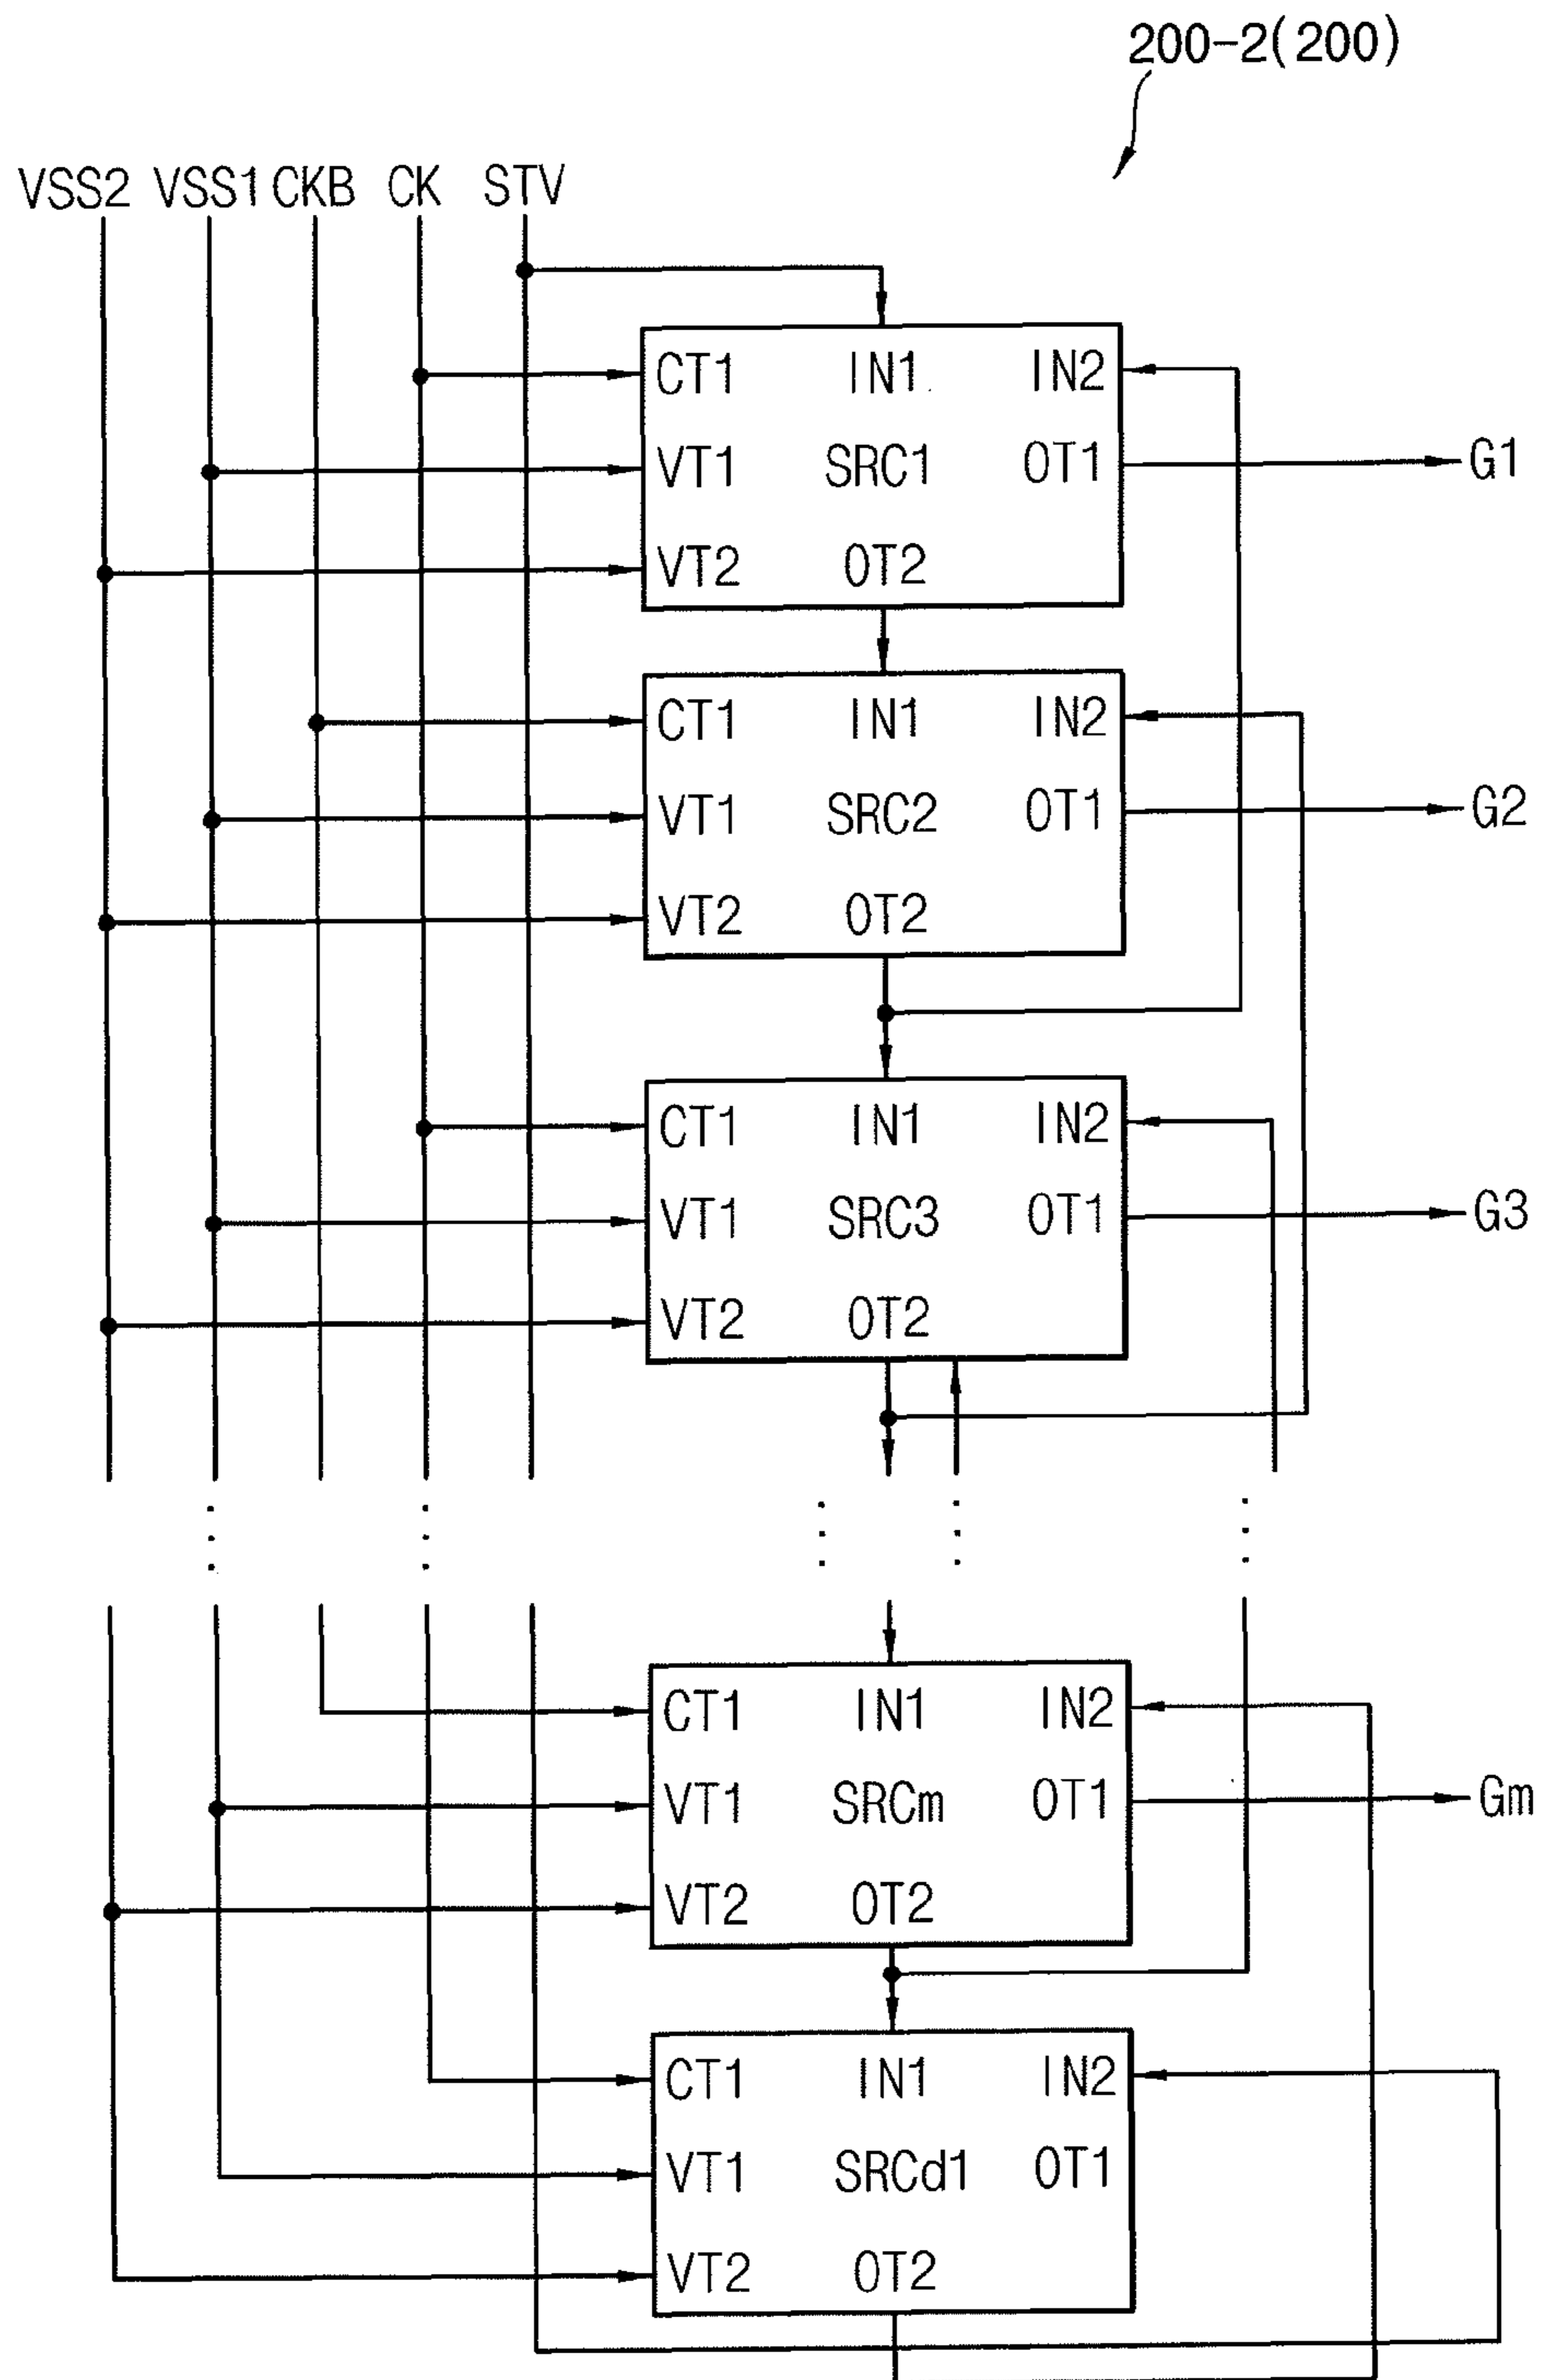 200-2(200)
VSS2 VSS1 CKB CK STV
CT1 IN1 IN2
VT1 SRC1 OT1 G1
VT2 OT2
CT1 IN1 IN2
VT1 SRC2 OT1 G2
VT2 OT2
CT1 IN1 IN2
VT1 SRC3 OT1 G3
VT2 OT2
CT1 IN1 IN2
VT1 SRCm OT1 Gm
VT2 OT2
CT1 IN1 IN2
VT1 SRCd1 OT1
VT2 OT2